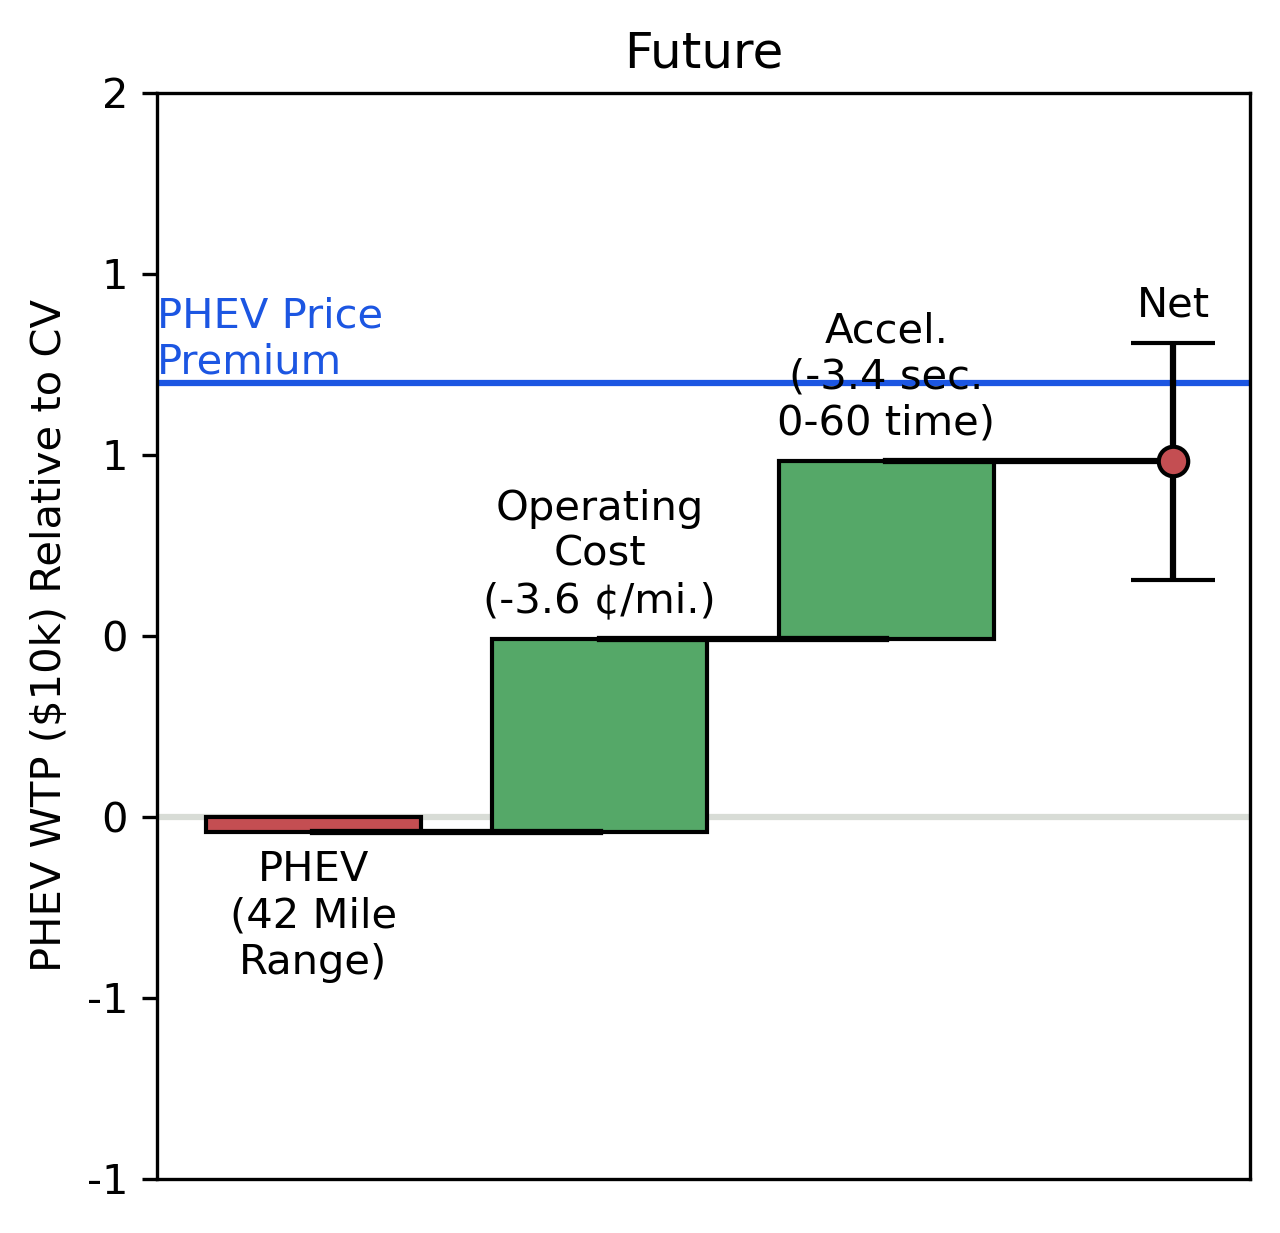 Future
2
1
1
0
0
-1
-1
PHEV WTP ($10k) Relative to CV
PHEV Price
Premium
Net
Accel.
(-3.4 sec.
0-60 time)
Operating
Cost
(-3.6 ¢/mi.)
PHEV
(42 Mile
Range)